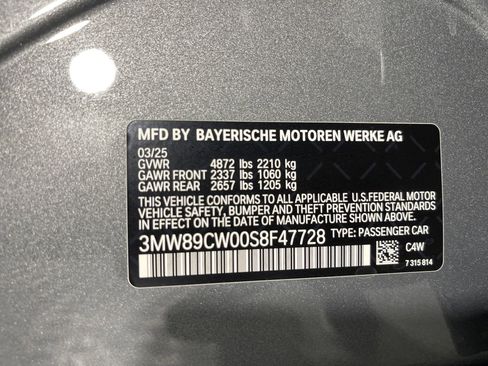 MFD BY BAYERISCHE MOTOREN WERKE AG
03/25
GVWR 4872 lbs 2210 kg
GAWR FRONT 2337 lbs 1060 kg
GAWR REAR 2657 lbs 1205 kg
THIS VEHICLE CONFORMS TO ALL APPLICABLE U.S.FEDERAL MOTOR
VEHICLE SAFETY, BUMPER AND THEFT PREVENTION STANDARDS
IN EFFECT ON THE DATE OF MANUFACTURE SHOWN ABOVE.
3MW89CW00S8F47728 TYPE: PASSENGER CAR
C4W
7 315 814